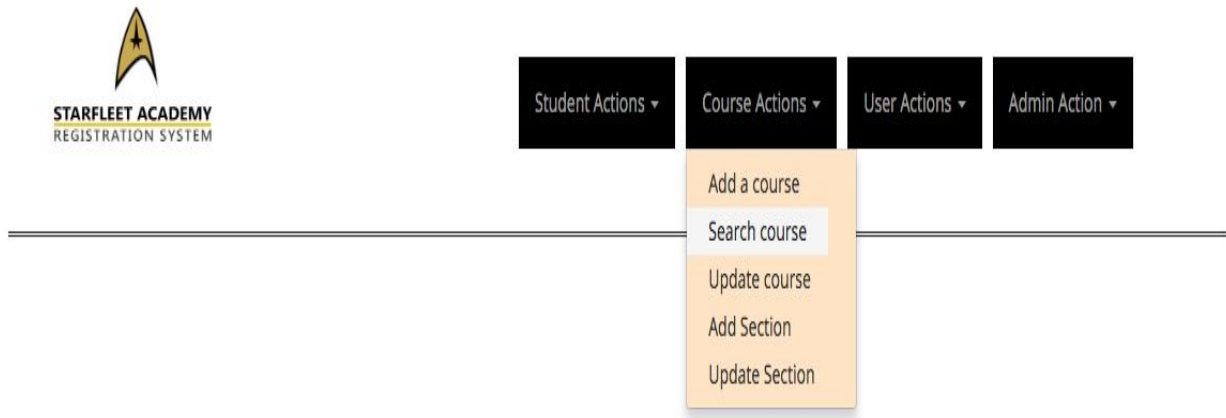 STARFLEET ACADEMY
REGISTRATION SYSTEM
Student Actions
Course Actions
User Actions
Admin Action
Add a course
Search course
Update course
Add Section
Update Section